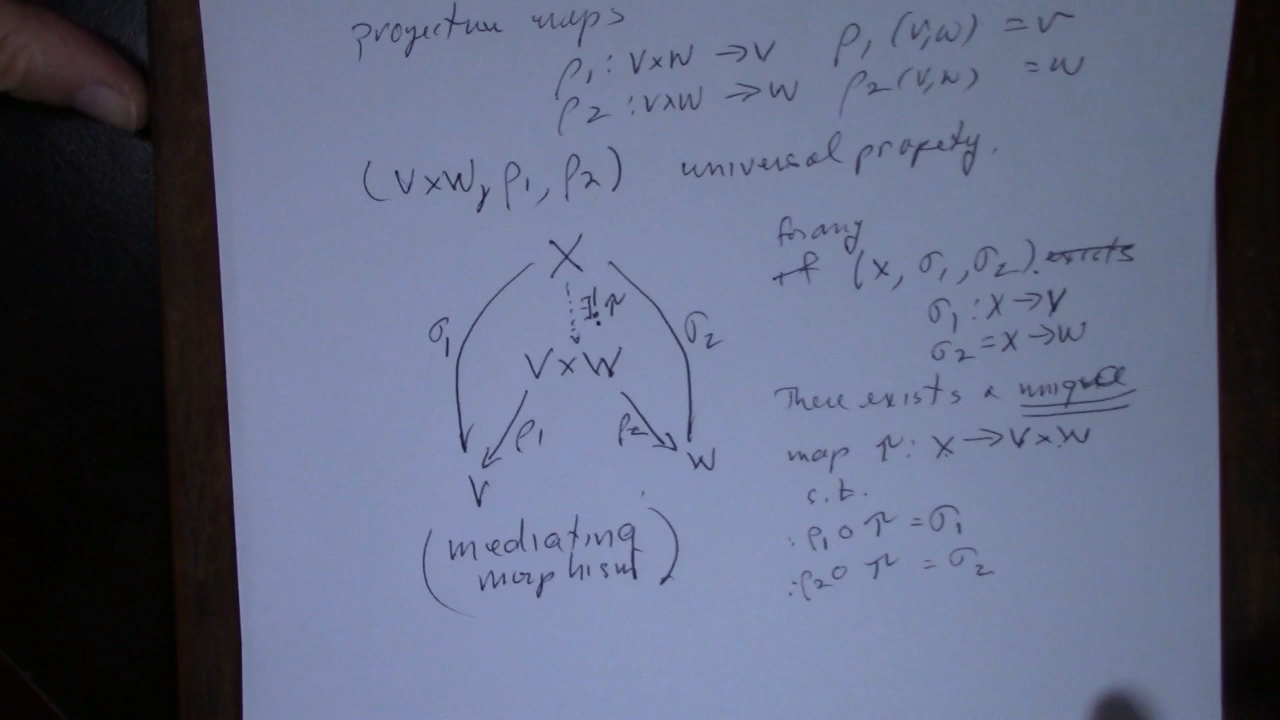 projection maps
ρ₁ : V×W → V   ρ₁(v,w) = v
ρ₂ : V×W → W   ρ₂(v,w) = w
(V×W, ρ₁, ρ₂) universal property.
X
∃! τ
σ₁
σ₂
V×W
ρ₁
ρ₂
V
W
(mediating
morphism)
for any
(X, σ₁, σ₂). exists
σ₁ : X → V
σ₂ = X → W
There exists a unique
map τ : X → V×W
s.t.
: ρ₁ ∘ τ = σ₁
: ρ₂ ∘ τ = σ₂